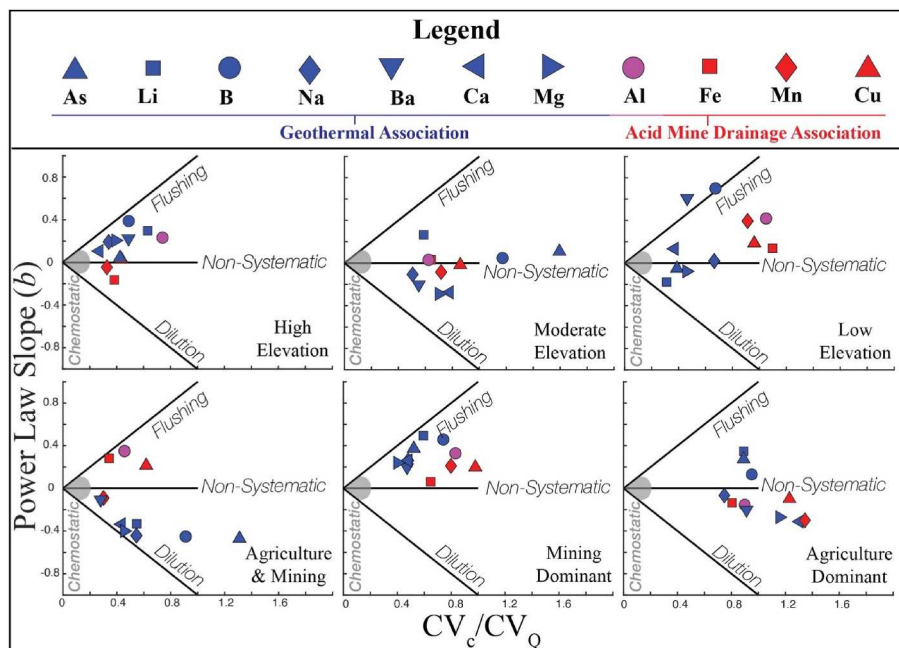 Legend
As Li B Na Ba Ca Mg Al Fe Mn Cu
Geothermal Association Acid Mine Drainage Association
Power Law Slope (b)
0.8
0.4
0
-0.4
-0.8
Chemostatic
Flushing
Non-Systematic
Dilution
High
Elevation
Chemostatic
Flushing
Non-Systematic
Dilution
Moderate
Elevation
Chemostatic
Flushing
Non-Systematic
Dilution
Low
Elevation
0.8
0.4
0
-0.4
-0.8
Chemostatic
Flushing
Non-Systematic
Dilution
Agriculture
& Mining
0 0.4 0.8 1.2 1.6 2
Chemostatic
Flushing
Non-Systematic
Dilution
Mining
Dominant
0 0.4 0.8 1.2 1.6 2
Chemostatic
Flushing
Non-Systematic
Dilution
Agriculture
Dominant
0 0.4 0.8 1.2 1.6 2
CVc/CVQ